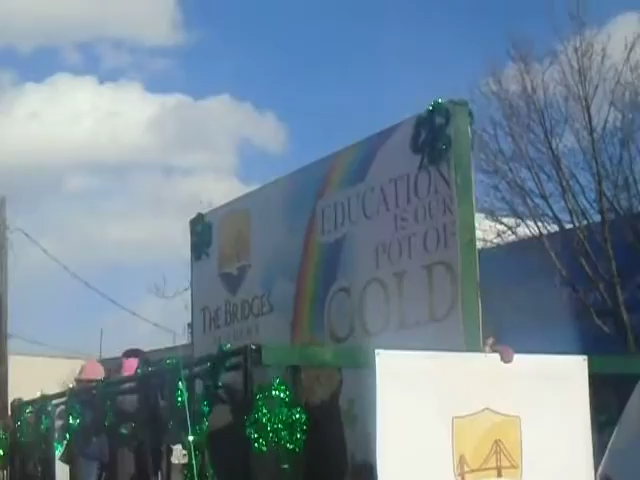 EDUCATION
IS OUR
POT OF
GOLD
THE BRIDGES